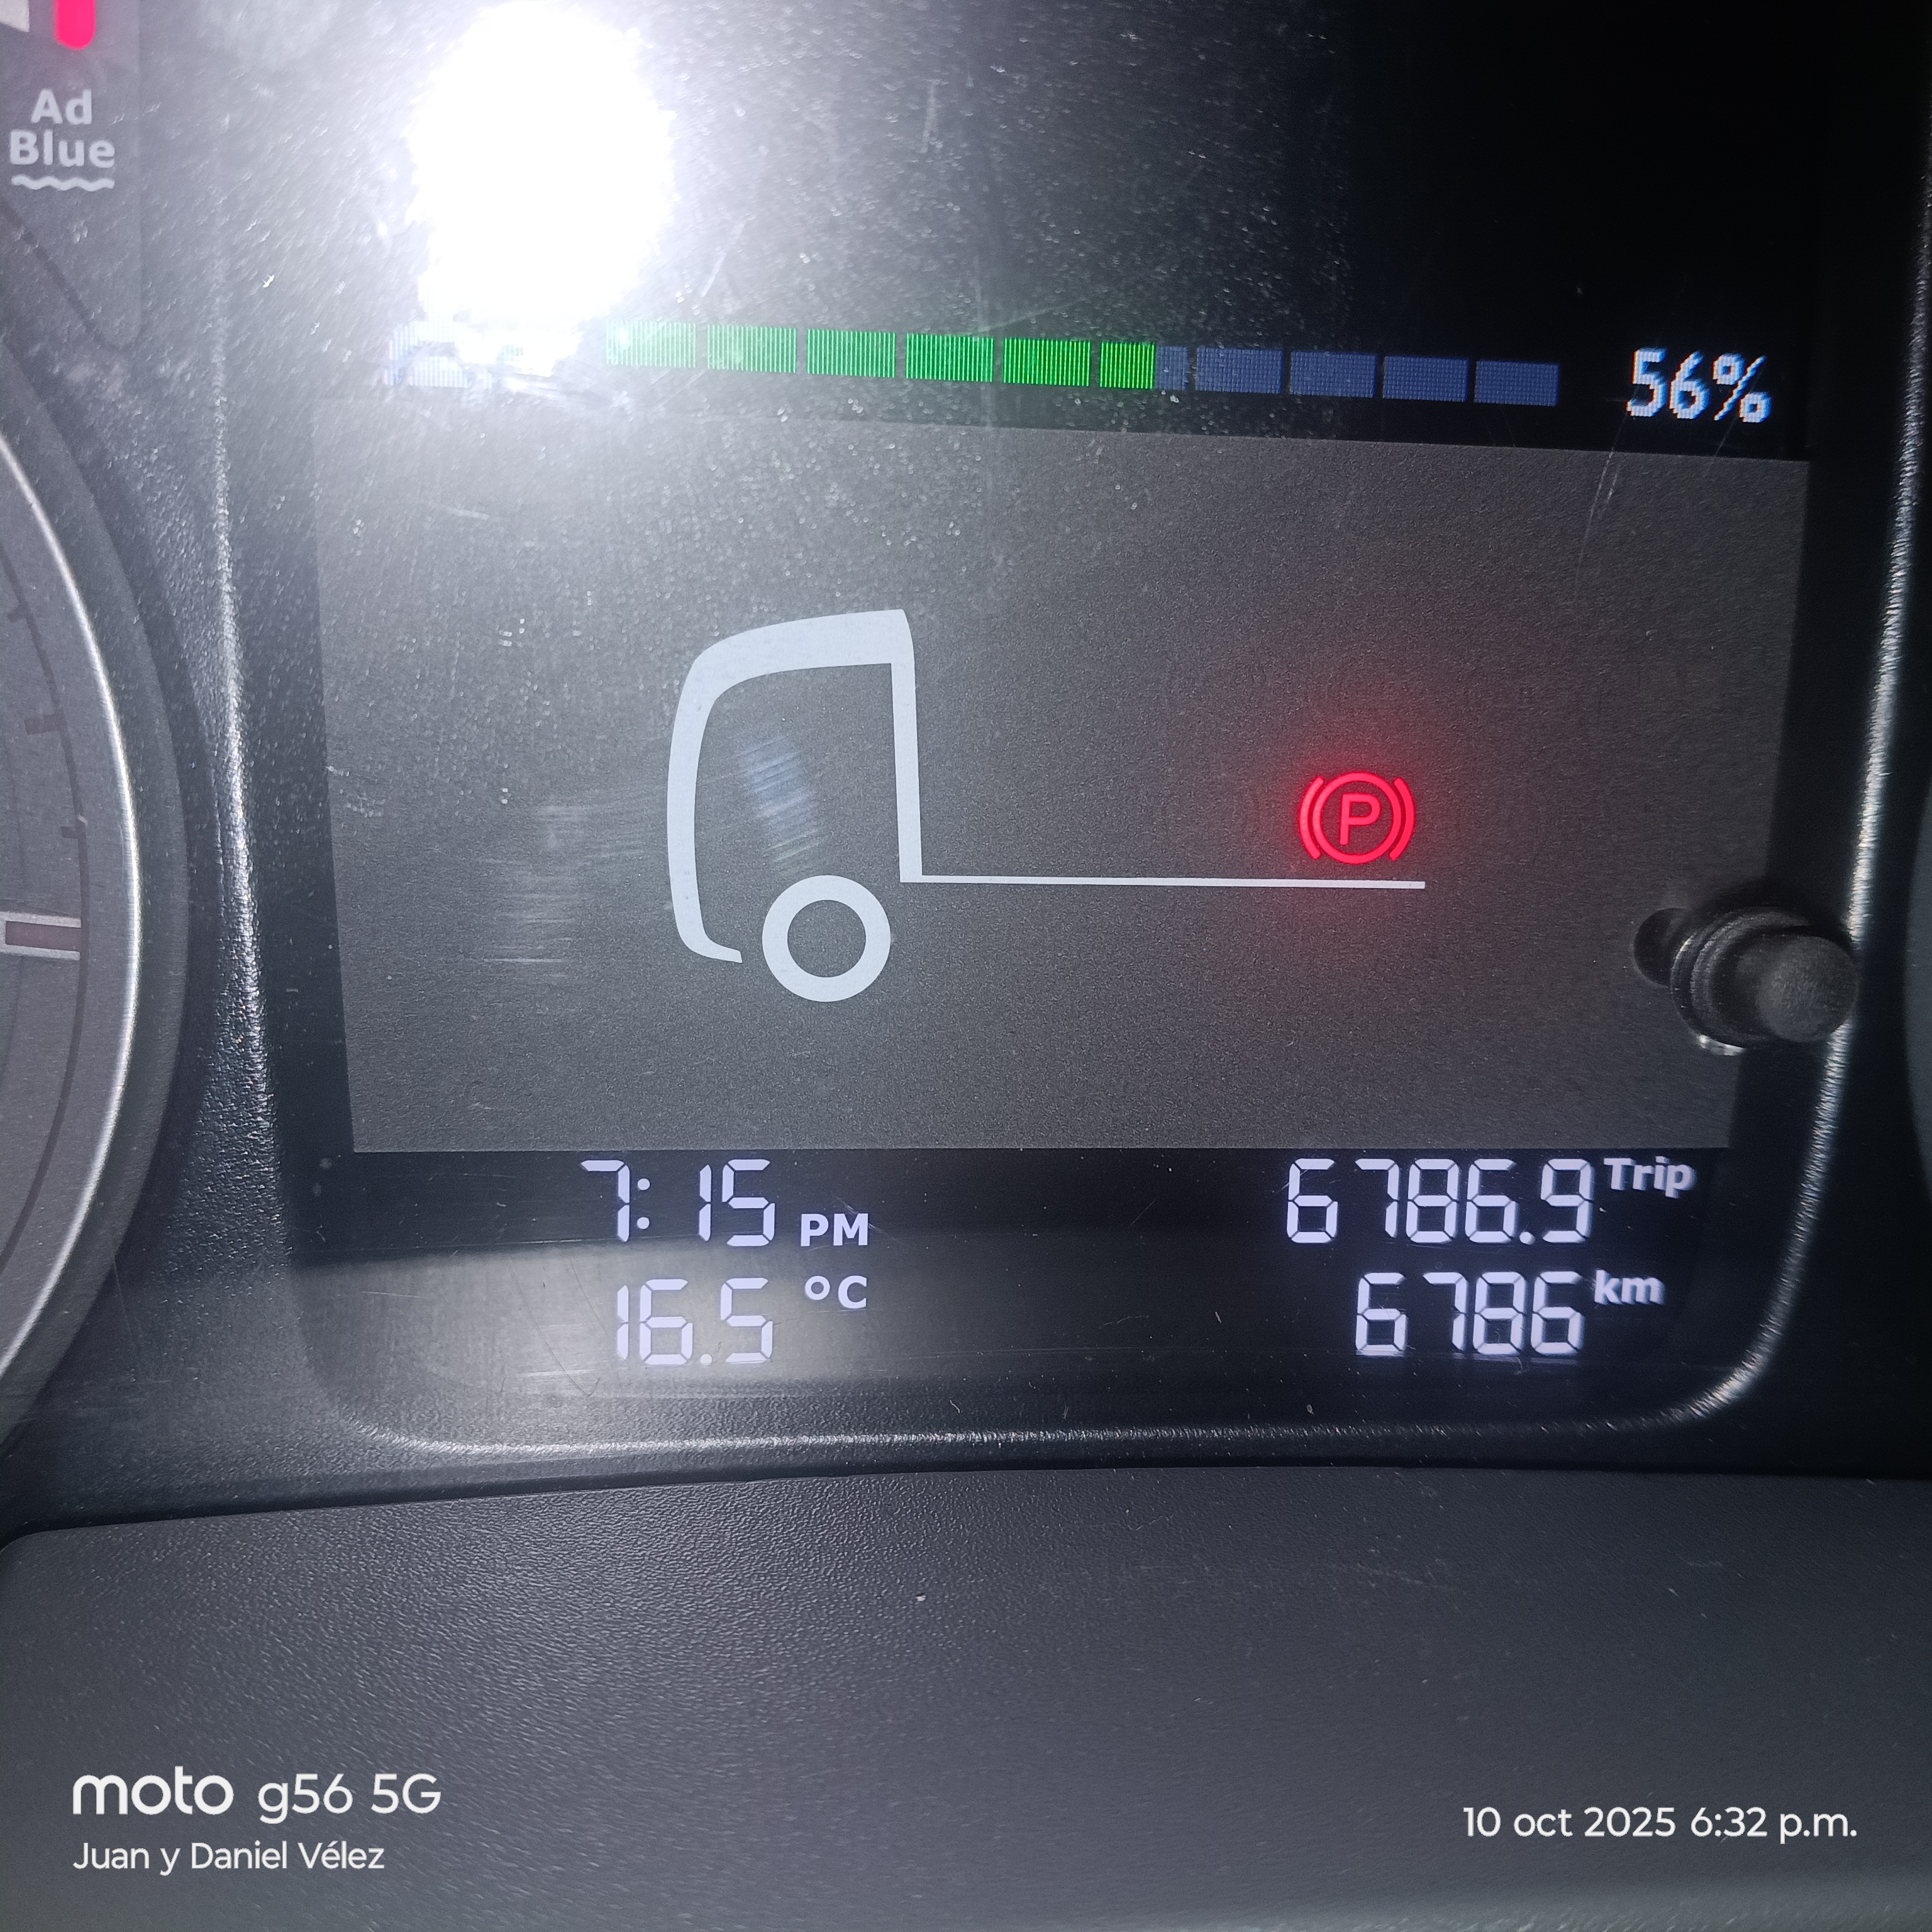 Ad
Blue
56%
P
7:15 PM
6786.9 Trip
16.5 °C
6786 km
moto g56 5G
Juan y Daniel Vélez
10 oct 2025 6:32 p.m.